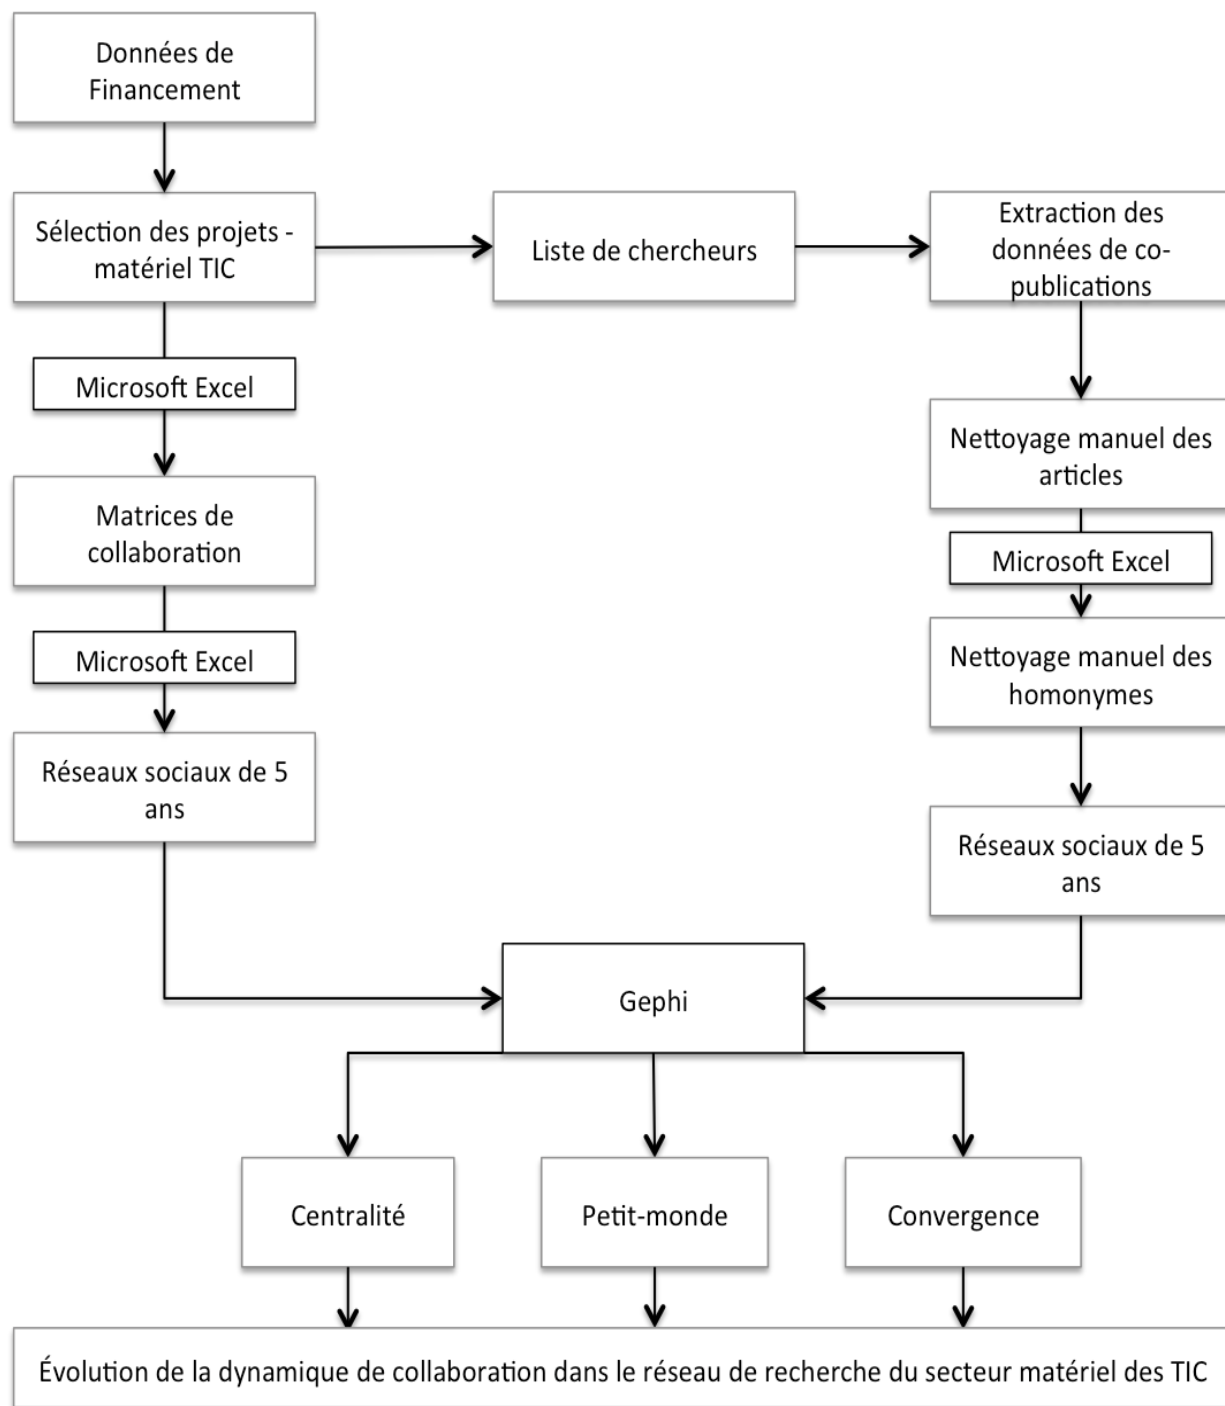 Données de
Financement
Sélection des projets -
matériel TIC
Liste de chercheurs
Extraction des
données de co-
publications
Microsoft Excel
Nettoyage manuel des
articles
Matrices de
collaboration
Microsoft Excel
Microsoft Excel
Nettoyage manuel des
homonymes
Réseaux sociaux de 5
ans
Réseaux sociaux de 5
ans
Gephi
Centralité
Petit-monde
Convergence
Évolution de la dynamique de collaboration dans le réseau de recherche du secteur matériel des TIC